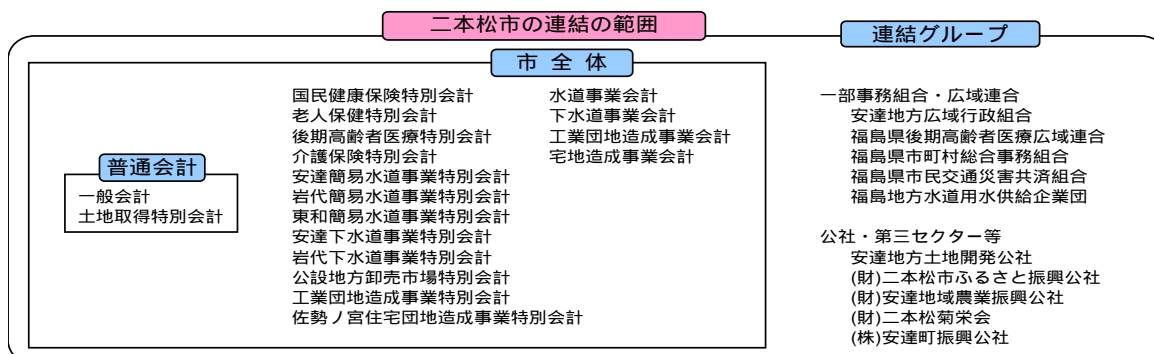 二本松市の連結の範囲
連結グループ
市全体
普通会計
一般会計
土地取得特別会計
国民健康保険特別会計
老人保健特別会計
後期高齢者医療特別会計
介護保険特別会計
安達簡易水道事業特別会計
岩代簡易水道事業特別会計
東和簡易水道事業特別会計
安達下水道事業特別会計
岩代下水道事業特別会計
公設地方卸売市場特別会計
工業団地造成事業特別会計
佐勢ノ宮住宅団地造成事業特別会計
水道事業会計
下水道事業会計
工業団地造成事業会計
宅地造成事業会計
一部事務組合・広域連合
安達地方広域行政組合
福島県後期高齢者医療広域連合
福島県市町村総合事務組合
福島県市民交通災害共済組合
福島地方水道用水供給企業団
公社・第三セクター等
安達地方土地開発公社
(財)二本松市ふるさと振興公社
(財)安達地域農業振興公社
(財)二本松菊栄会
(株)安達町振興公社